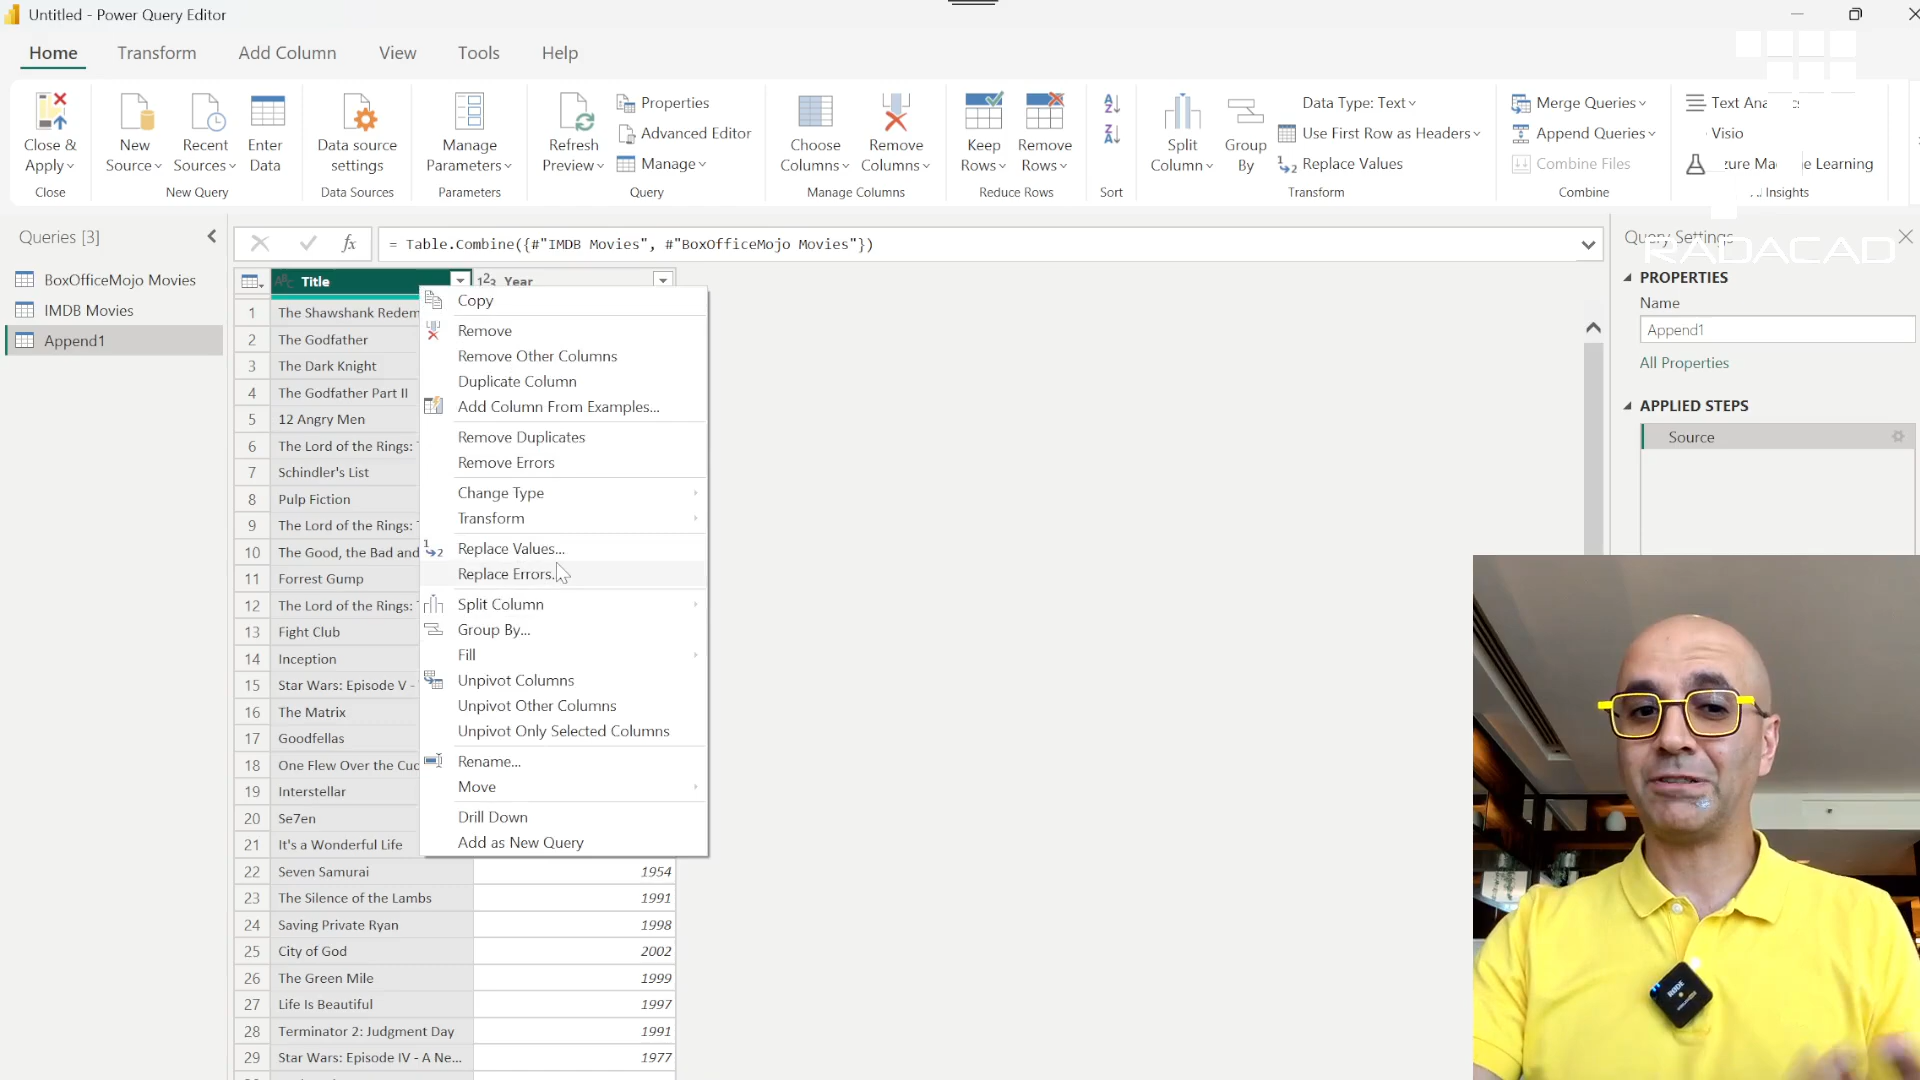 Untitled - Power Query Editor
Home Transform Add Column View Tools Help
Close & Apply
Close
New Source
Recent Sources
Enter Data
New Query
Data source settings
Data Sources
Manage Parameters
Parameters
Refresh Preview
Properties
Advanced Editor
Manage
Query
Choose Columns
Remove Columns
Manage Columns
Keep Rows
Remove Rows
Reduce Rows
A Z
Z A
Sort
Split Column
Group By
Data Type: Text
Use First Row as Headers
1 2 Replace Values
Transform
Merge Queries
Append Queries
Combine Files
Combine
Text Ana
Visio
zure Ma e Learning
Insights
Queries [3]
BoxOfficeMojo Movies
IMDB Movies
Append1
fx = Table.Combine({#"IMDB Movies", #"BoxOfficeMojo Movies"})
Title 123 Year
1 The Shawshank Redem
2 The Godfather
3 The Dark Knight
4 The Godfather Part II
5 12 Angry Men
6 The Lord of the Rings:
7 Schindler's List
8 Pulp Fiction
9 The Lord of the Rings:
10 The Good, the Bad and
11 Forrest Gump
12 The Lord of the Rings:
13 Fight Club
14 Inception
15 Star Wars: Episode V -
16 The Matrix
17 Goodfellas
18 One Flew Over the Cuc
19 Interstellar
20 Se7en
21 It's a Wonderful Life
22 Seven Samurai 1954
23 The Silence of the Lambs 1991
24 Saving Private Ryan 1998
25 City of God 2002
26 The Green Mile 1999
27 Life Is Beautiful 1997
28 Terminator 2: Judgment Day 1991
29 Star Wars: Episode IV - A Ne... 1977
Copy
Remove
Remove Other Columns
Duplicate Column
Add Column From Examples...
Remove Duplicates
Remove Errors
Change Type
Transform
1 2 Replace Values...
Replace Errors.
Split Column
Group By...
Fill
Unpivot Columns
Unpivot Other Columns
Unpivot Only Selected Columns
Rename...
Move
Drill Down
Add as New Query
Query Settings
RADACAD
PROPERTIES
Name
Append1
All Properties
APPLIED STEPS
Source
RØDE